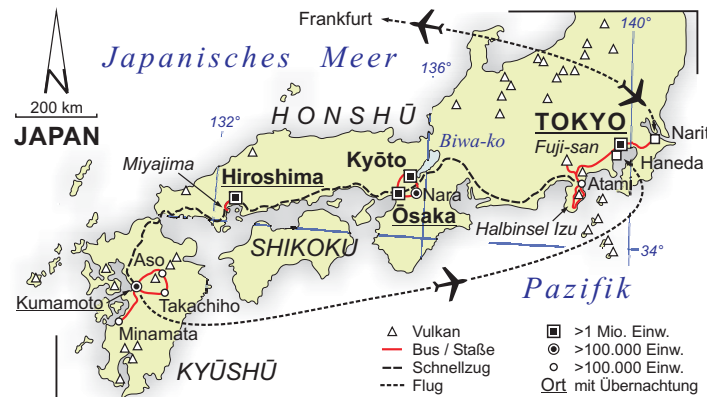 Frankfurt
140°
Japanisches Meer
136°
200 km
JAPAN
132°
HONSHŪ
TOKYO
Narit
Biwa-ko
Fuji-san
Haneda
Miyajima
Kyōto
Hiroshima
Nara
Atami
Ōsaka
Halbinsel Izu
SHIKOKU
34°
Aso
Kumamoto
Takachiho
Pazifik
Minamata
KYŪSHŪ
Vulkan
Bus / Staße
Schnellzug
Flug
>1 Mio. Einw.
>100.000 Einw.
>100.000 Einw.
Ort mit Übernachtung